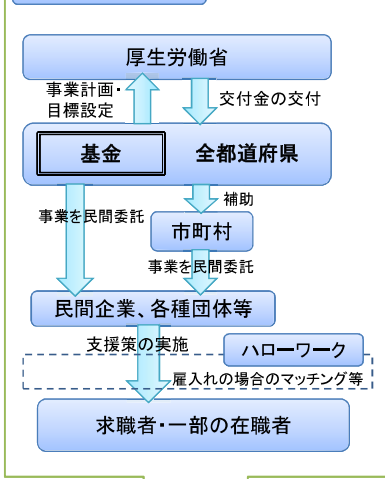 厚生労働省
事業計画・
目標設定
交付金の交付
基金
全都道府県
補助
事業を民間委託
市町村
事業を民間委託
民間企業、各種団体等
支援策の実施
ハローワーク
雇入れの場合のマッチング等
求職者・一部の在職者